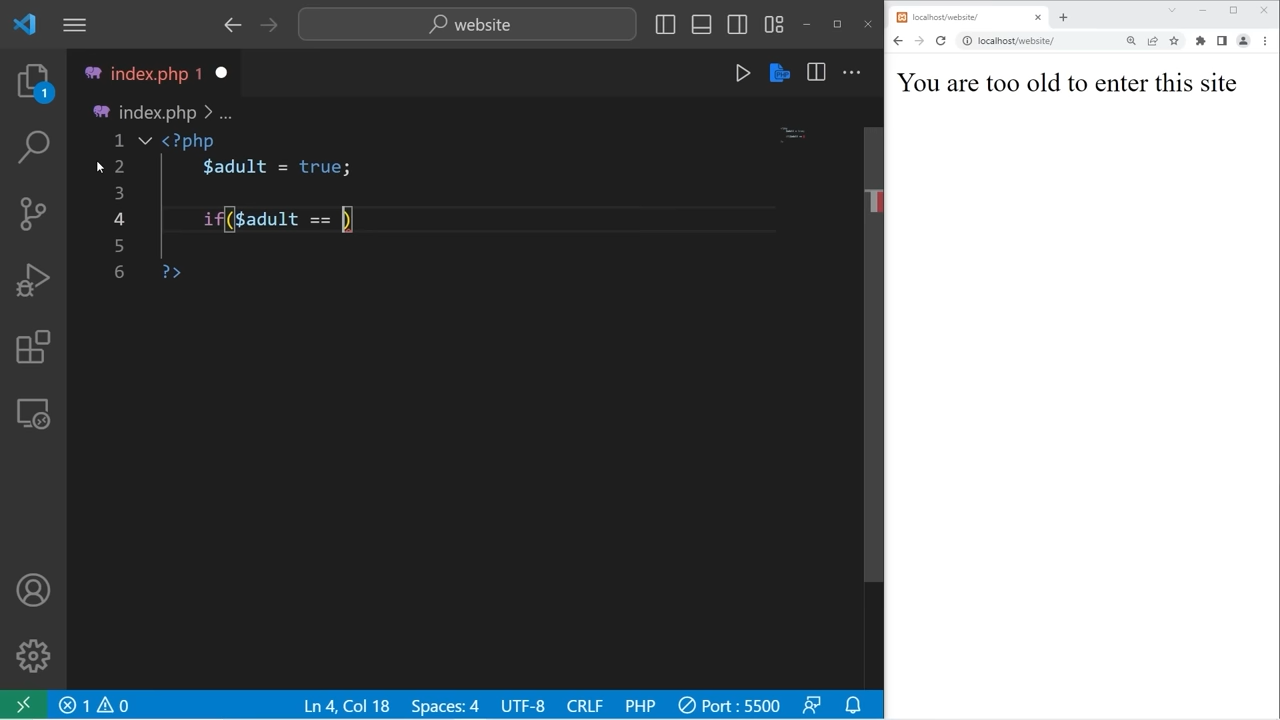 website
index.php 1
index.php > ...
1 <?php
2 $adult = true;
3
4 if($adult == )
5
6 ?>
1
Ln 4, Col 18 Spaces: 4 UTF-8 CRLF PHP Port : 5500
1 0
localhost/website/
localhost/website/
You are too old to enter this site